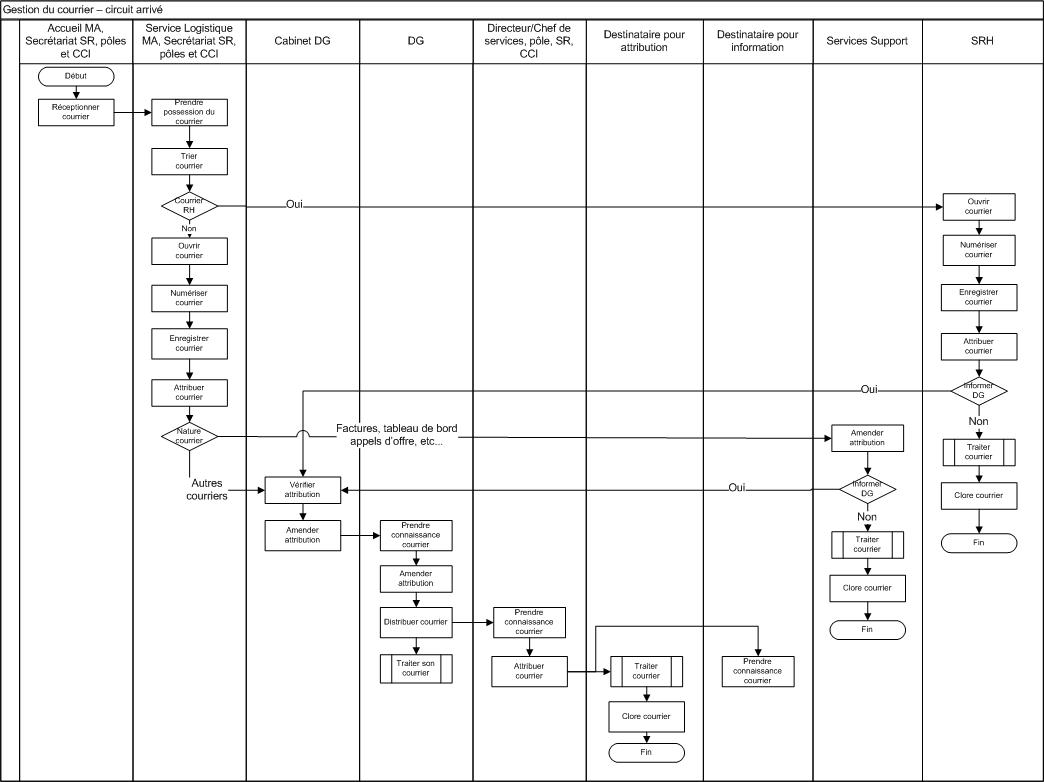 Gestion du courrier – circuit arrivé
Accueil MA,
Secrétariat SR, pôles
et CCI
Service Logistique
MA, Secrétariat SR,
pôles et CCI
Cabinet DG
DG
Directeur/Chef de
services, pôle, SR,
CCI
Destinataire pour
attribution
Destinataire pour
information
Services Support
SRH
Début
Réceptionner
courrier
Prendre
possession du
courrier
Trier
courrier
Courrier
RH
Oui
Non
Ouvrir
courrier
Numériser
courrier
Enregistrer
courrier
Attribuer
courrier
Nature
courrier
Factures, tableau de bord
appels d'offre, etc...
Autres
courriers
Vérifier
attribution
Amender
attribution
Prendre
connaissance
courrier
Amender
attribution
Distribuer courrier
Traiter son
courrier
Prendre
connaissance
courrier
Attribuer
courrier
Traiter
courrier
Clore courrier
Fin
Prendre
connaissance
courrier
Amender
attribution
Informer
DG
Oui
Non
Traiter
courrier
Clore courrier
Fin
Ouvrir
courrier
Numériser
courrier
Enregistrer
courrier
Attribuer
courrier
Informer
DG
Oui
Non
Traiter
courrier
Clore courrier
Fin